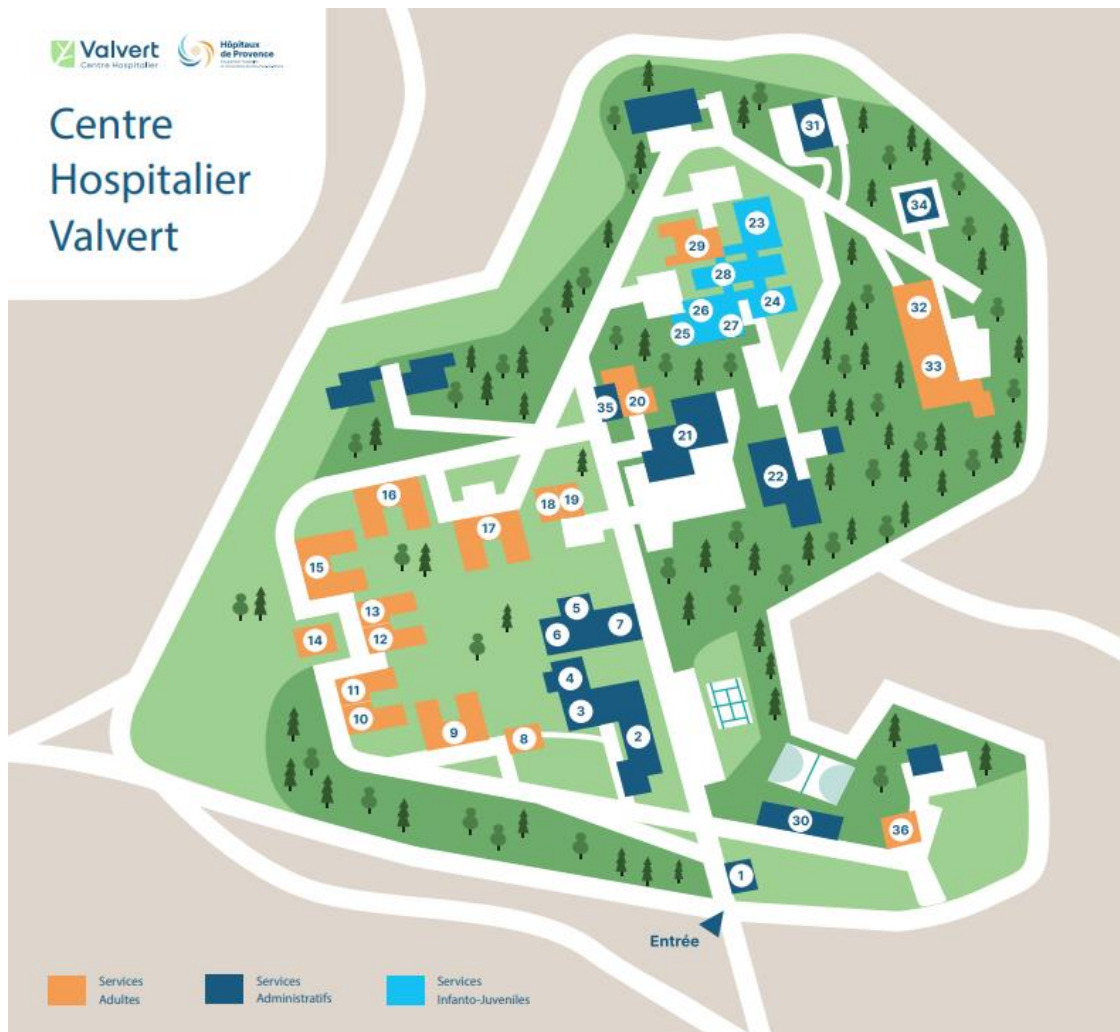 Valvert
Centre Hospitalier
Hôpitaux
de Provence
Centre
Hospitalier
Valvert
31
34
23
29
28
24
26
27
25
32
33
35
20
21
22
16
18
19
17
15
13
12
14
5
7
6
4
3
2
11
10
9
8
30
36
1
Entrée
Services
Adultes
Services
Administratifs
Services
Infanto-Juveniles